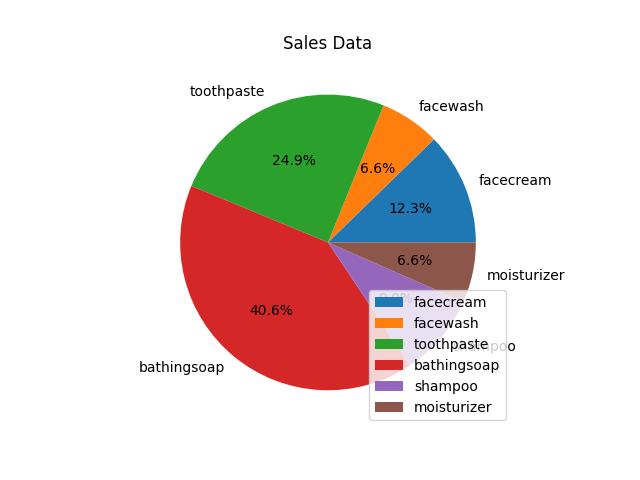 Sales Data
toothpaste
facewash
24.9%
6.6%
facecream
12.3%
6.6%
moisturizer
40.6%
bathingsoap
shampoo
facecream
facewash
toothpaste
bathingsoap
shampoo
moisturizer